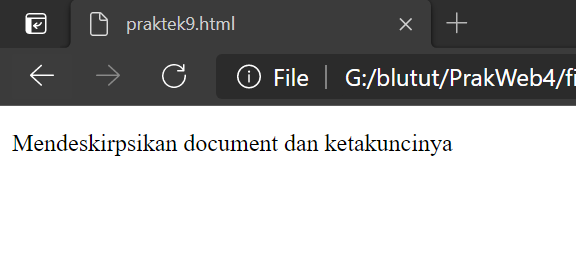 praktek9.html
File G:/blutut/PrakWeb4/fi
Mendeskirpsikan document dan ketakuncinya